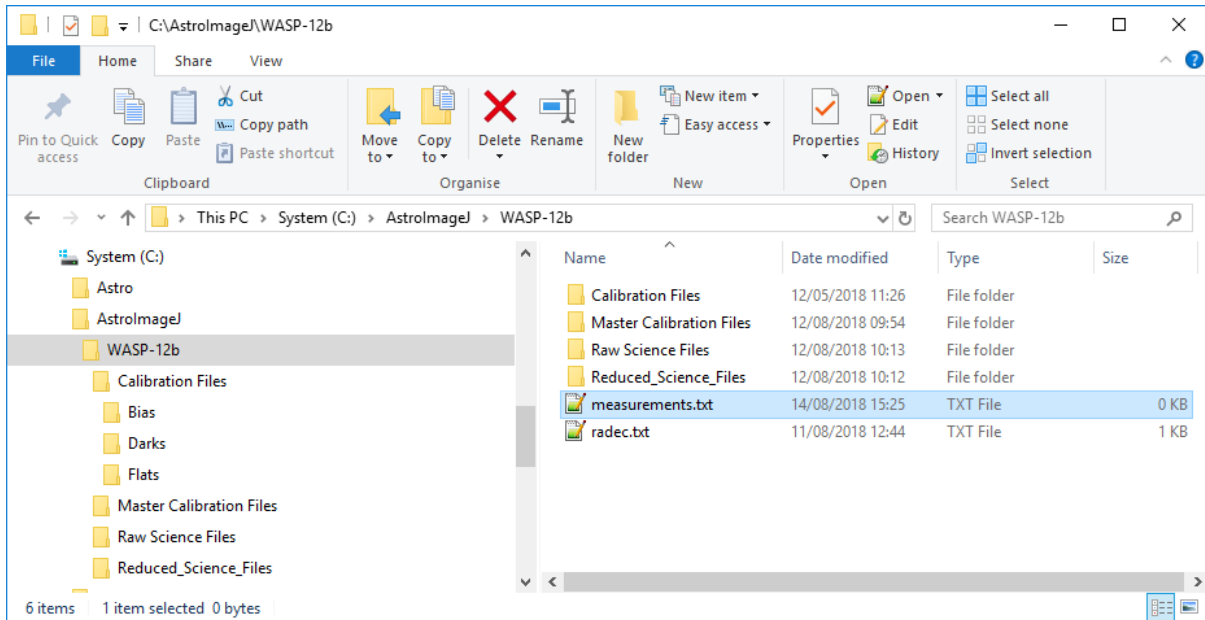 C:\AstroImageJ\WASP-12b
File Home Share View
Pin to Quick access
Copy
Paste
Cut
Copy path
Paste shortcut
Clipboard
Move to
Copy to
Delete
Rename
Organise
New folder
New item
Easy access
New
Properties
Open
Edit
History
Open
Select all
Select none
Invert selection
Select
This PC > System (C:) > AstroImageJ > WASP-12b
Search WASP-12b
System (C:)
Astro
AstroImageJ
WASP-12b
Calibration Files
Bias
Darks
Flats
Master Calibration Files
Raw Science Files
Reduced_Science_Files
Name Date modified Type Size
Calibration Files 12/05/2018 11:26 File folder
Master Calibration Files 12/08/2018 09:54 File folder
Raw Science Files 12/08/2018 10:13 File folder
Reduced_Science_Files 12/08/2018 10:12 File folder
measurements.txt 14/08/2018 15:25 TXT File 0 KB
radec.txt 11/08/2018 12:44 TXT File 1 KB
6 items 1 item selected 0 bytes